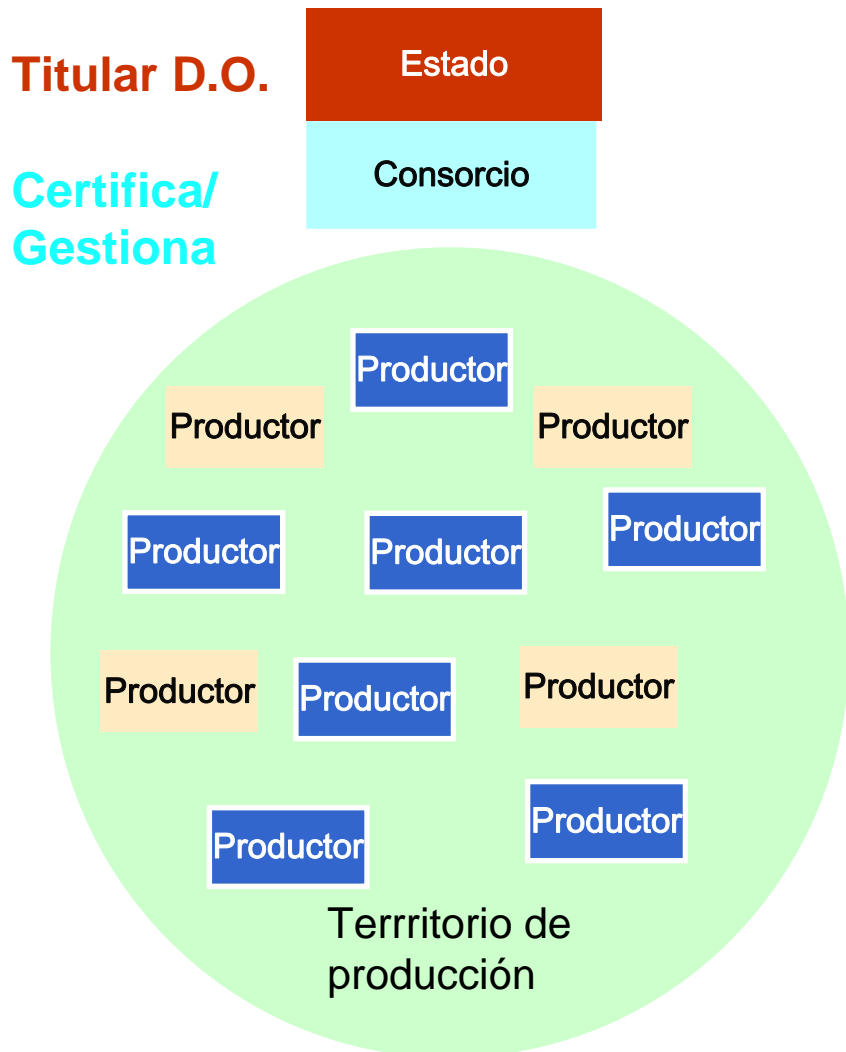 Titular D.O.
Estado
Consorcio
Certifica/
Gestiona
Productor
Productor
Productor
Productor
Productor
Productor
Productor
Productor
Productor
Productor
Productor
Terrritorio de
producción